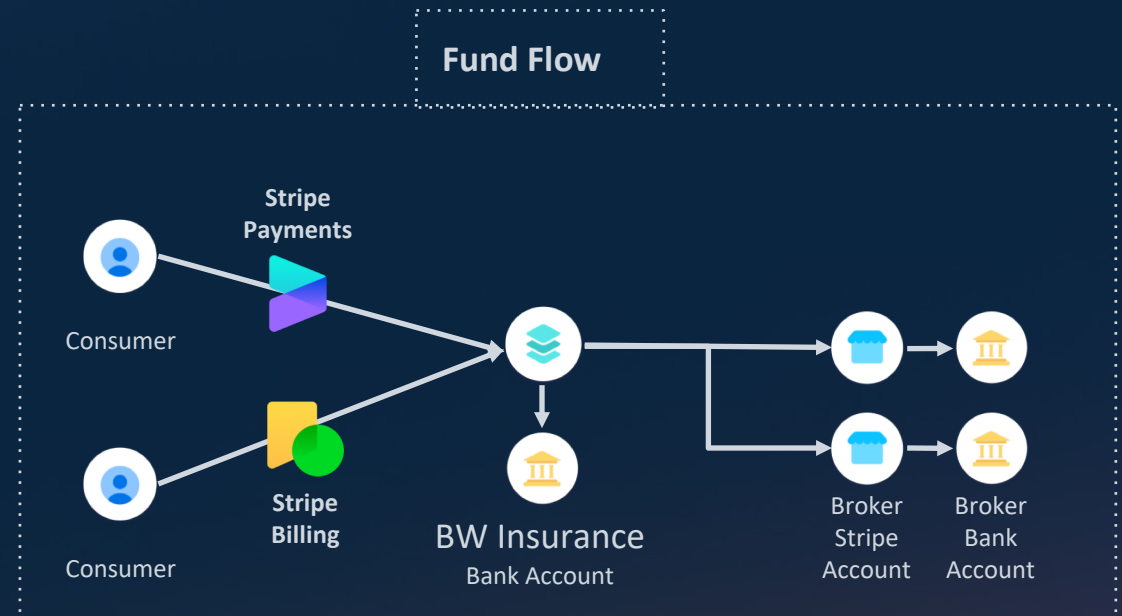 Fund Flow
Stripe
Payments
Consumer
Stripe
Billing
Consumer
BW Insurance
Bank Account
Broker
Stripe
Account
Broker
Bank
Account